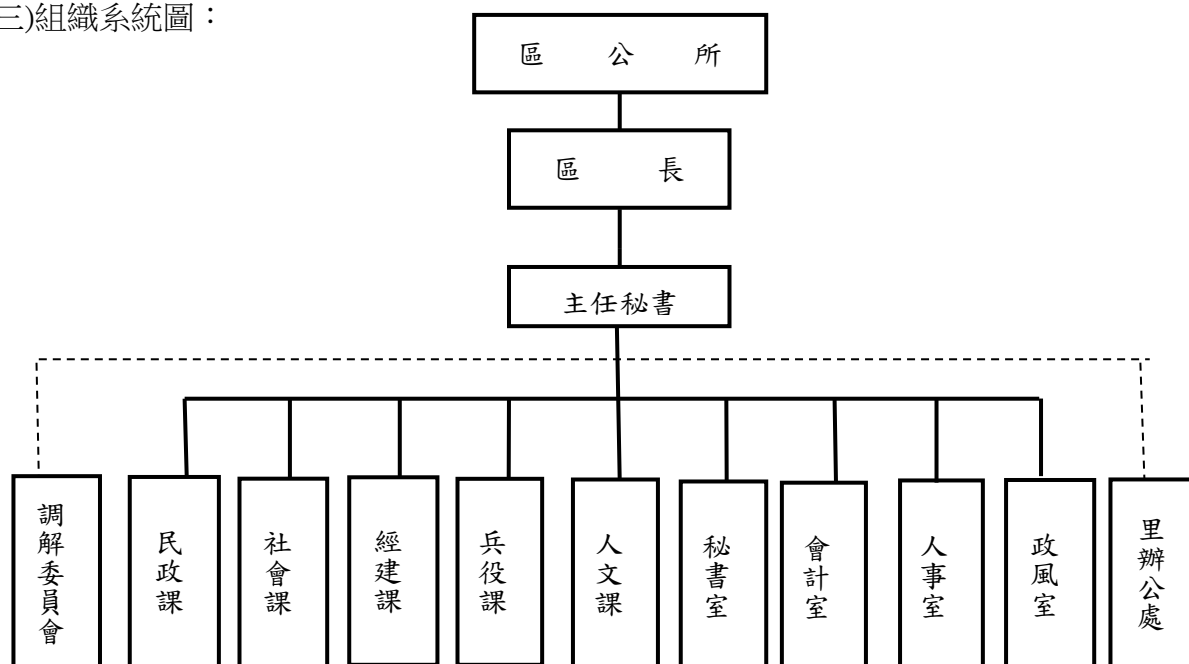 三)組織系統圖：
區公所
區長
主任秘書
調解委員會
民政課
社會課
經建課
兵役課
人文課
秘書室
會計室
人事室
政風室
里辦公處